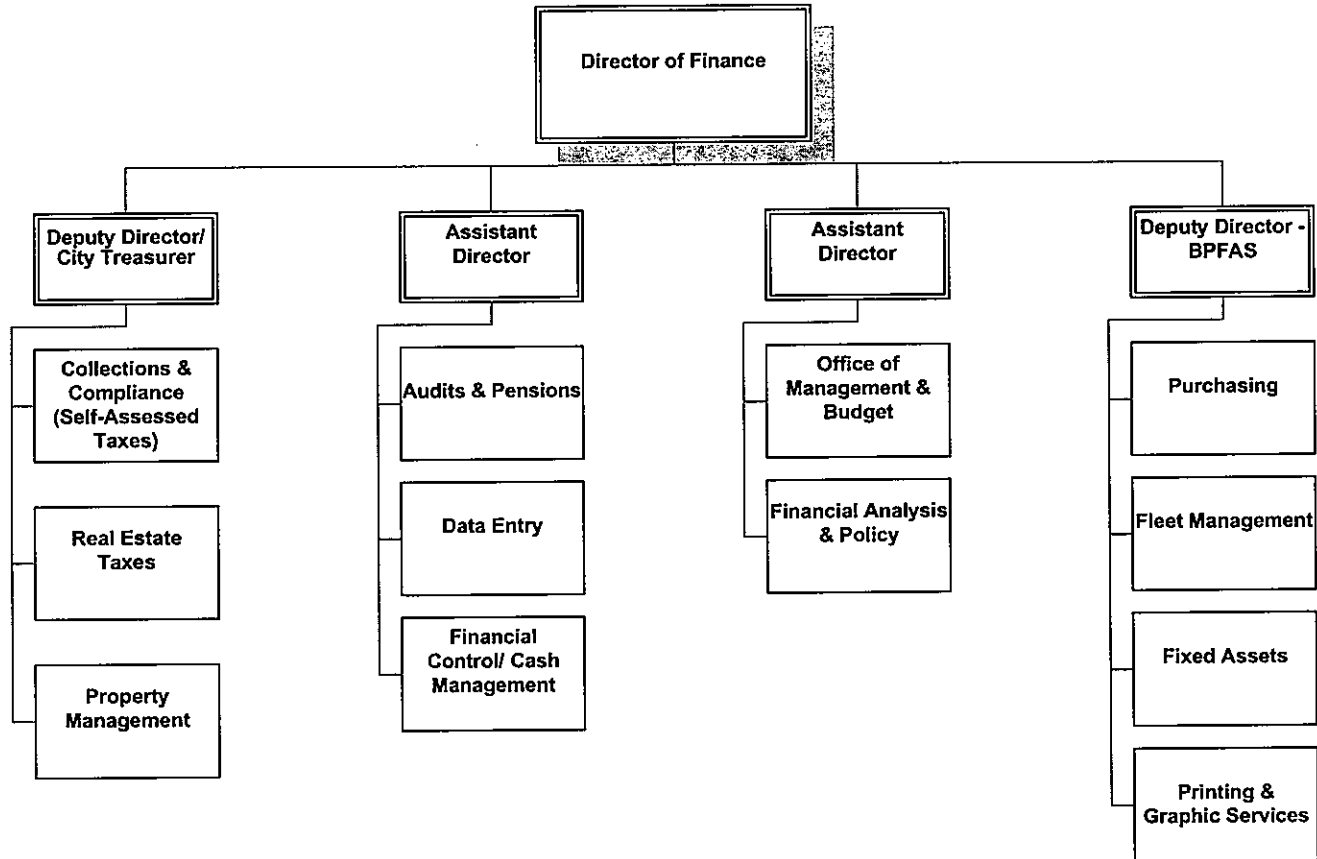 Director of Finance
Deputy Director/
City Treasurer
Assistant
Director
Assistant
Director
Deputy Director -
BPFAS
Collections &
Compliance
(Self-Assessed
Taxes)
Real Estate
Taxes
Property
Management
Audits & Pensions
Data Entry
Financial
Control/ Cash
Management
Office of
Management &
Budget
Financial Analysis
& Policy
Purchasing
Fleet Management
Fixed Assets
Printing &
Graphic Services